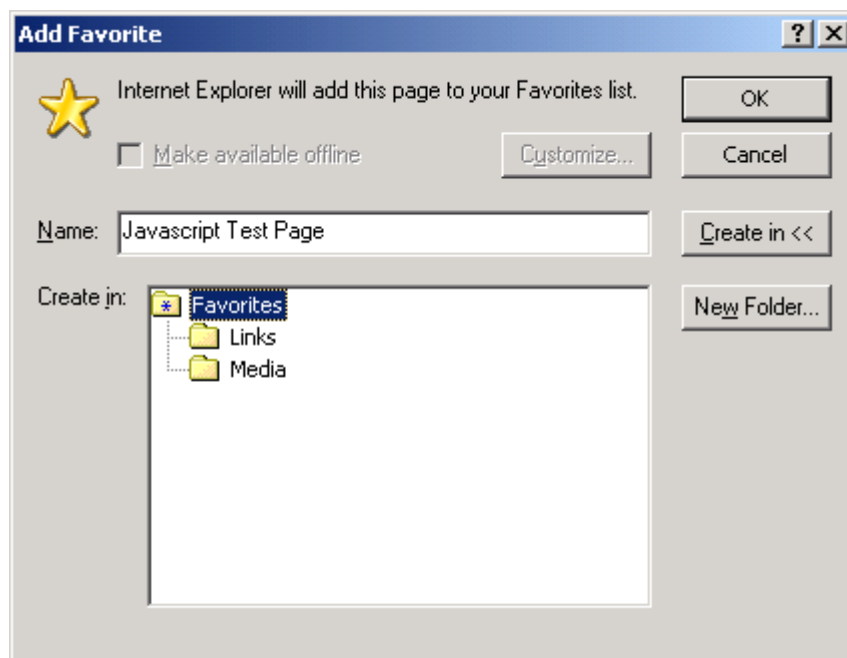 Add Favorite
Internet Explorer will add this page to your Favorites list.
OK
Make available offline
Customize...
Cancel
Name: Javascript Test Page
Create in <<
Create in:
Favorites
New Folder...
Links
Media